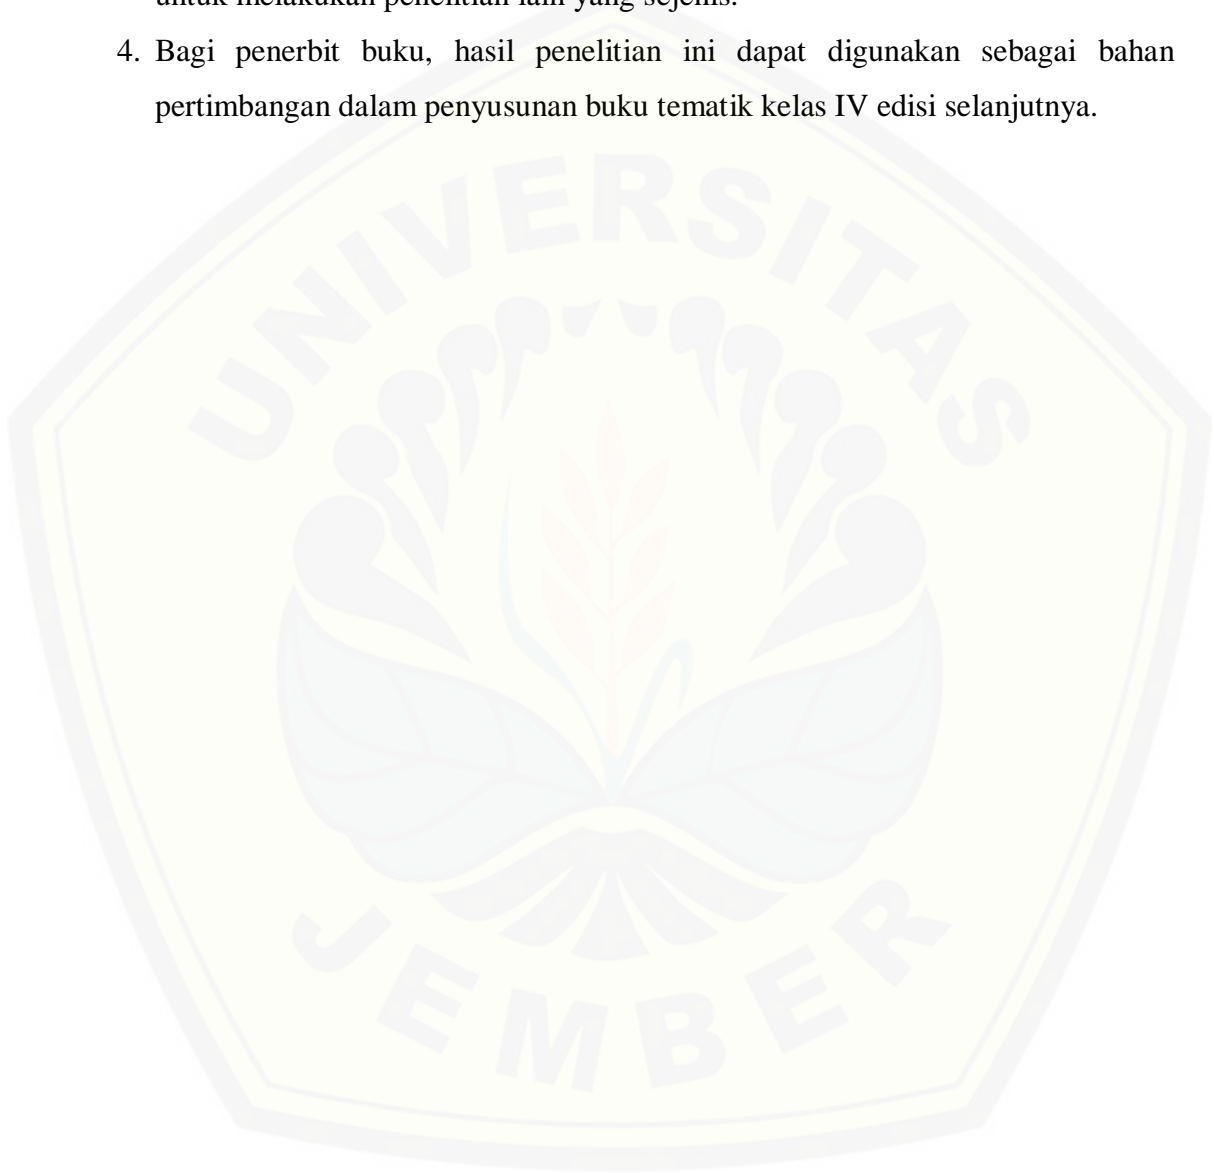 untuk melakukan penelitian lain yang sejenis.
4. Bagi penerbit buku, hasil penelitian ini dapat digunakan sebagai bahan
pertimbangan dalam penyusunan buku tematik kelas IV edisi selanjutnya.
UNIVERSITAS
JEMBER